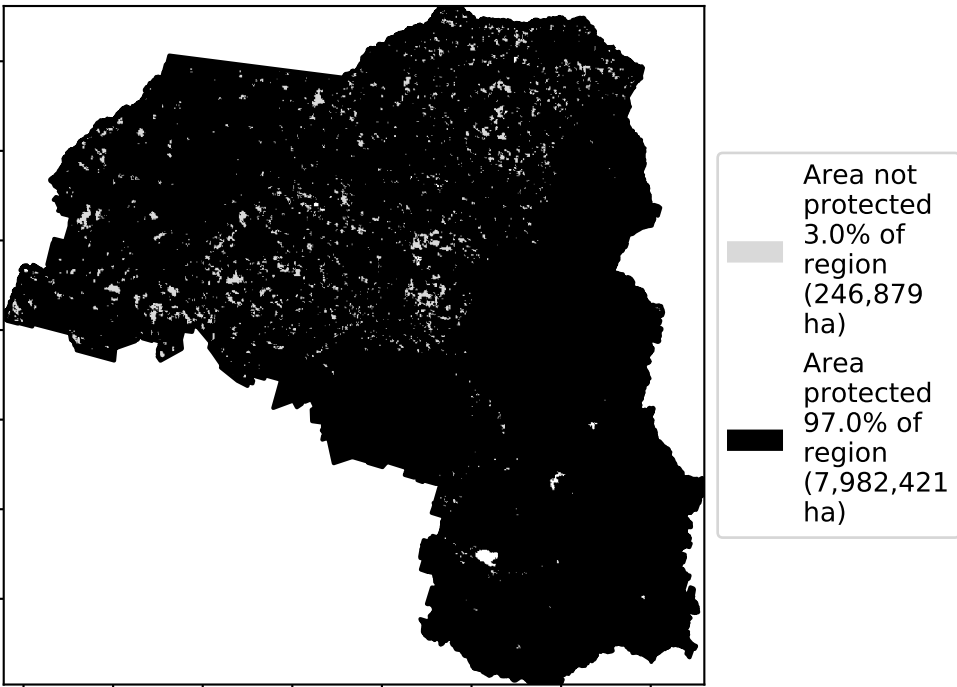 Area not
protected
3.0% of
region
(246,879
ha)
Area
protected
97.0% of
region
(7,982,421
ha)